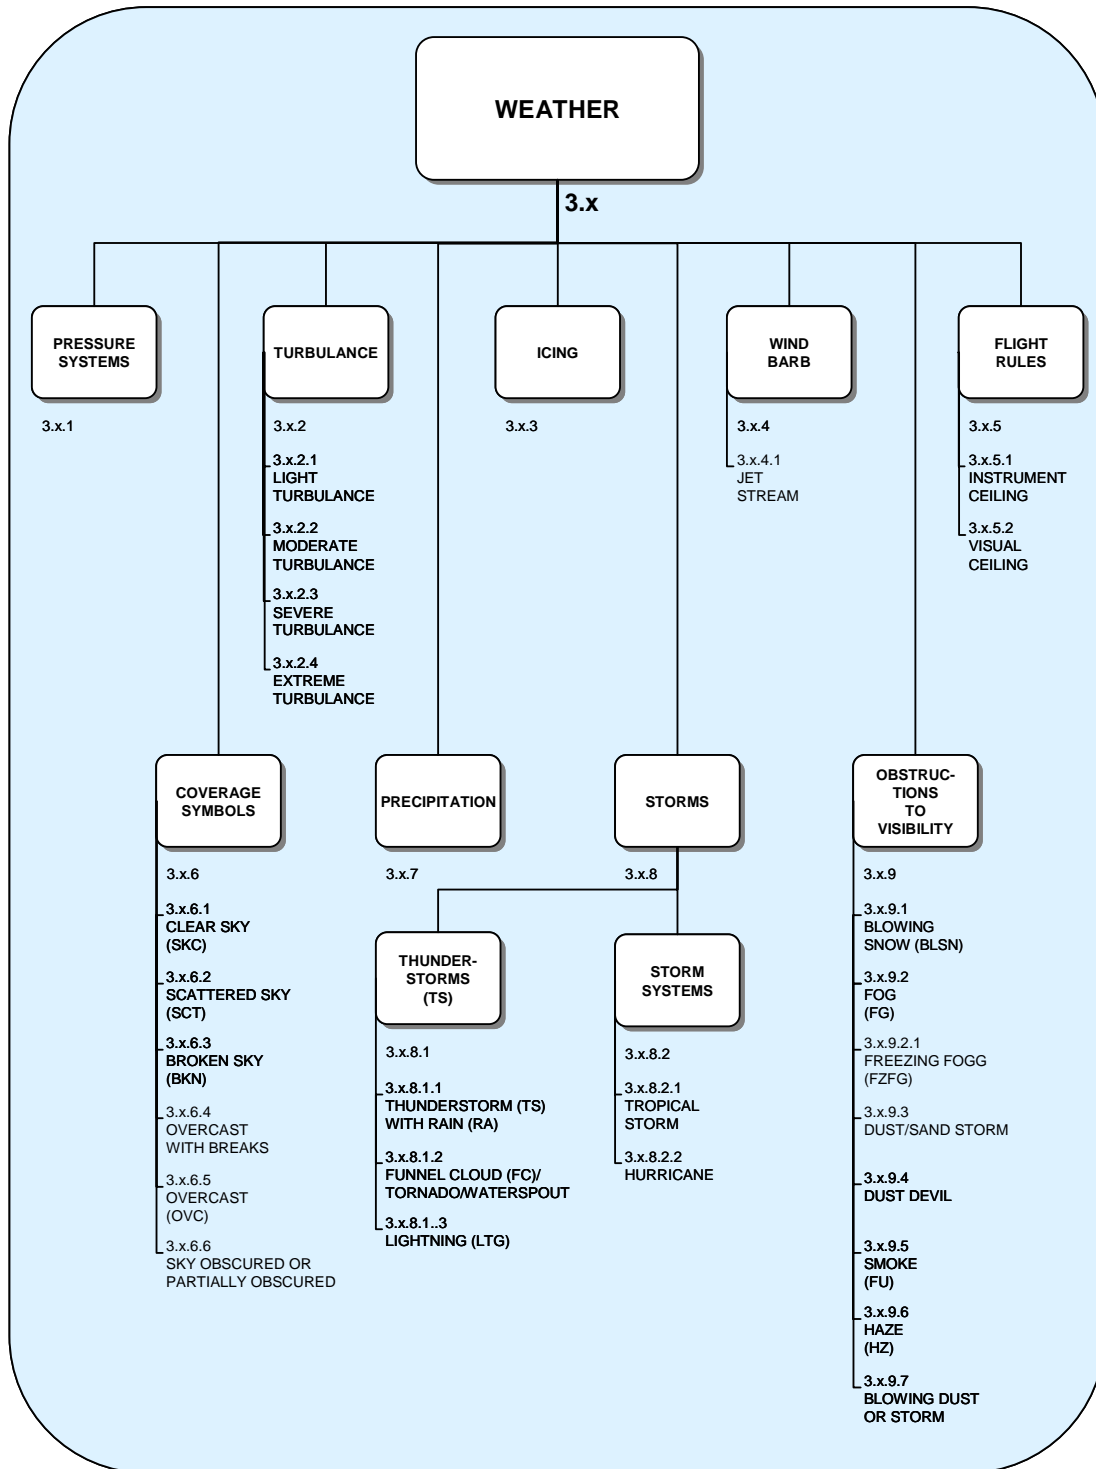 WEATHER
3.x
PRESSURE
SYSTEMS
3.x.1
TURBULANCE
3.x.2
3.x.2.1
LIGHT
TURBULANCE
3.x.2.2
MODERATE
TURBULANCE
3.x.2.3
SEVERE
TURBULANCE
3.x.2.4
EXTREME
TURBULANCE
ICING
3.x.3
WIND
BARB
3.x.4
3.x.4.1
JET
STREAM
FLIGHT
RULES
3.x.5
3.x.5.1
INSTRUMENT
CEILING
3.x.5.2
VISUAL
CEILING
COVERAGE
SYMBOLS
3.x.6
3.x.6.1
CLEAR SKY
(SKC)
3.x.6.2
SCATTERED SKY
(SCT)
3.x.6.3
BROKEN SKY
(BKN)
3.x.6.4
OVERCAST
WITH BREAKS
3.x.6.5
OVERCAST
(OVC)
3.x.6.6
SKY OBSCURED OR
PARTIALLY OBSCURED
PRECIPITATION
3.x.7
STORMS
3.x.8
THUNDER-
STORMS
(TS)
3.x.8.1
3.x.8.1.1
THUNDERSTORM (TS)
WITH RAIN (RA)
3.x.8.1.2
FUNNEL CLOUD (FC)/
TORNADO/WATERSPOUT
3.x.8.1..3
LIGHTNING (LTG)
STORM
SYSTEMS
3.x.8.2
3.x.8.2.1
TROPICAL
STORM
3.x.8.2.2
HURRICANE
OBSTRUC-
TIONS
TO
VISIBILITY
3.x.9
3.x.9.1
BLOWING
SNOW (BLSN)
3.x.9.2
FOG
(FG)
3.x.9.2.1
FREEZING FOGG
(FZFG)
3.x.9.3
DUST/SAND STORM
3.x.9.4
DUST DEVIL
3.x.9.5
SMOKE
(FU)
3.x.9.6
HAZE
(HZ)
3.x.9.7
BLOWING DUST
OR STORM